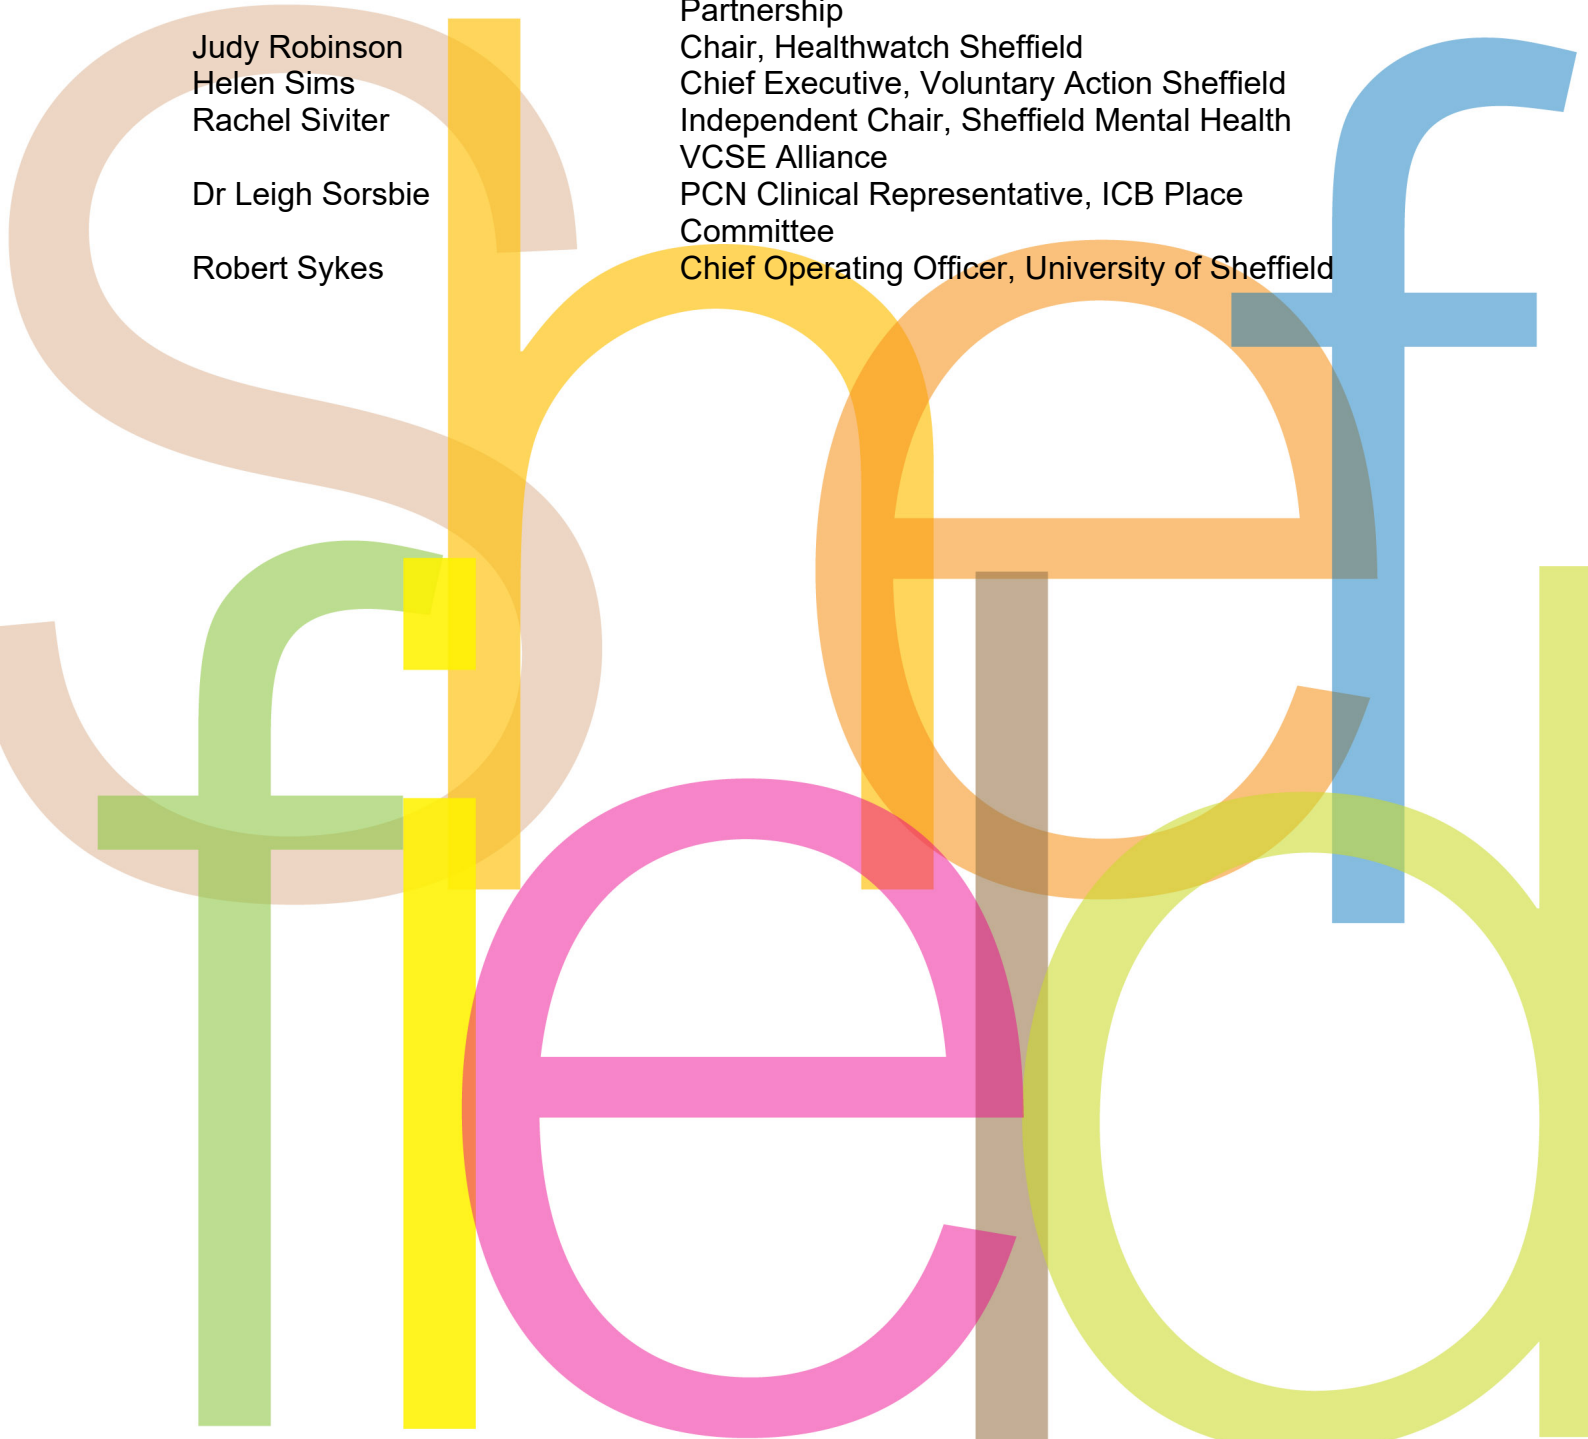 Partnership
Judy Robinson Chair, Healthwatch Sheffield
Helen Sims Chief Executive, Voluntary Action Sheffield
Rachel Siviter Independent Chair, Sheffield Mental Health
VCSE Alliance
Dr Leigh Sorsbie PCN Clinical Representative, ICB Place
Committee
Robert Sykes Chief Operating Officer, University of Sheffield
Shef
field